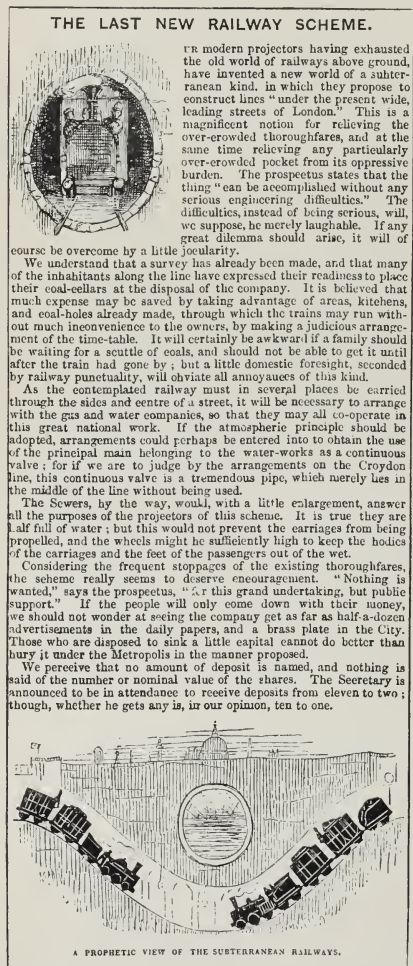 THE LAST NEW RAILWAY SCHEME.
UR modern projectors having exhausted
the old world of railways above ground,
have invented a new world of a subter-
ranean kind, in which they propose to
construct lines "under the present wide,
leading streets of London." This is a
magnificent notion for relieving the
over-crowded thoroughfares, and at the
same time relieving any particularly
over-crowded pocket from its oppressive
burden. The prospectus states that the
thing "can be accomplished without any
serious engineering difficulties." The
difficulties, instead of being serious, will,
we suppose, be merely laughable. If any
great dilemma should arise, it will of
course be overcome by a little jocularity.
We understand that a survey has already been made, and that many
of the inhabitants along the line have expressed their readiness to place
their coal-cellars at the disposal of the company. It is believed that
much expense may be saved by taking advantage of areas, kitchens,
and coal-holes already made, through which the trains may run with-
out much inconvenience to the owners, by making a judicious arrange-
ment of the time-table. It will certainly be awkward if a family should
be waiting for a scuttle of coals, and should not be able to get it until
after the train had gone by; but a little domestic foresight, seconded
by railway punctuality, will obviate all annoyances of this kind.
As the contemplated railway must in several places be carried
through the sides and centre of a street, it will be necessary to arrange
with the gas and water companies, so that they may all co-operate in
this great national work. If the atmospheric principle should be
adopted, arrangements could perhaps be entered into to obtain the use
of the principal main belonging to the water-works as a continuous
valve; for if we are to judge by the arrangements on the Croydon
line, this continuous valve is a tremendous pipe, which merely lies in
the middle of the line without being used.
The Sewers, by the way, would, with a little enlargement, answer
all the purposes of the projectors of this scheme. It is true they are
half full of water; but this would not prevent the carriages from being
propelled, and the wheels might be sufficiently high to keep the bodies
of the carriages and the feet of the passengers out of the wet.
Considering the frequent stoppages of the existing thoroughfares,
the scheme really seems to deserve encouragement. "Nothing is
wanted," says the prospectus, "for this grand undertaking, but public
support." If the people will only come down with their money,
we should not wonder at seeing the company get as far as half-a-dozen
advertisements in the daily papers, and a brass plate in the City.
Those who are disposed to sink a little capital cannot do better than
bury it under the Metropolis in the manner proposed.
We perceive that no amount of deposit is named, and nothing is
said of the number or nominal value of the shares. The Secretary is
announced to be in attendance to receive deposits from eleven to two;
though, whether he gets any is, in our opinion, ten to one.
A PROPHETIC VIEW OF THE SUBTERRANEAN RAILWAYS.